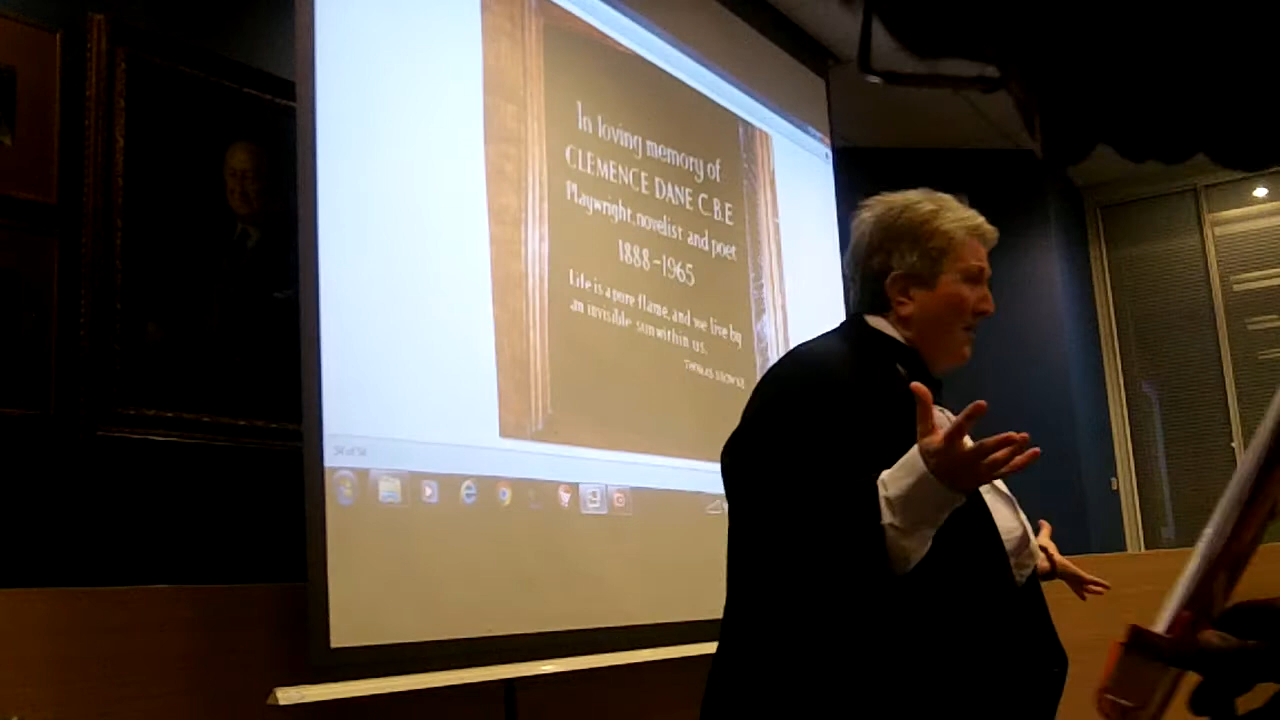 In loving memory of
CLEMENCE DANE C.B.E
Playwright, novelist and poet
1888-1965
Life is a pure flame, and we live by
an invisible sun within us.
THOMAS BROWNE